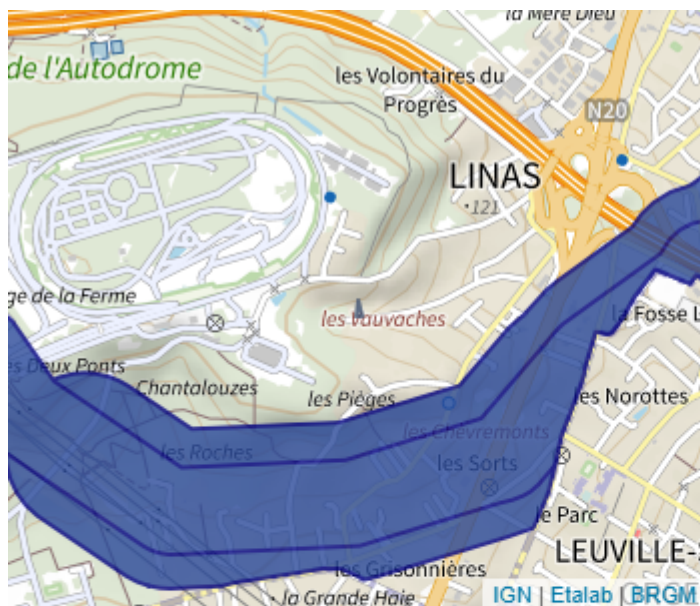 la Mère Dieu
de l'Autodrome
les Volontaires du
Progrès
N20
LINAS
121
ge de la Ferme
les Vauvaches
la Fosse L
es Deux Ponts
Chantalouzes
les Pièges
les Norottes
les Roches
les Chèvremonts
les Sorts
le Parc
LEUVILLE-
les Grisonnières
la Grande Haie
IGN | Etalab | BRGM